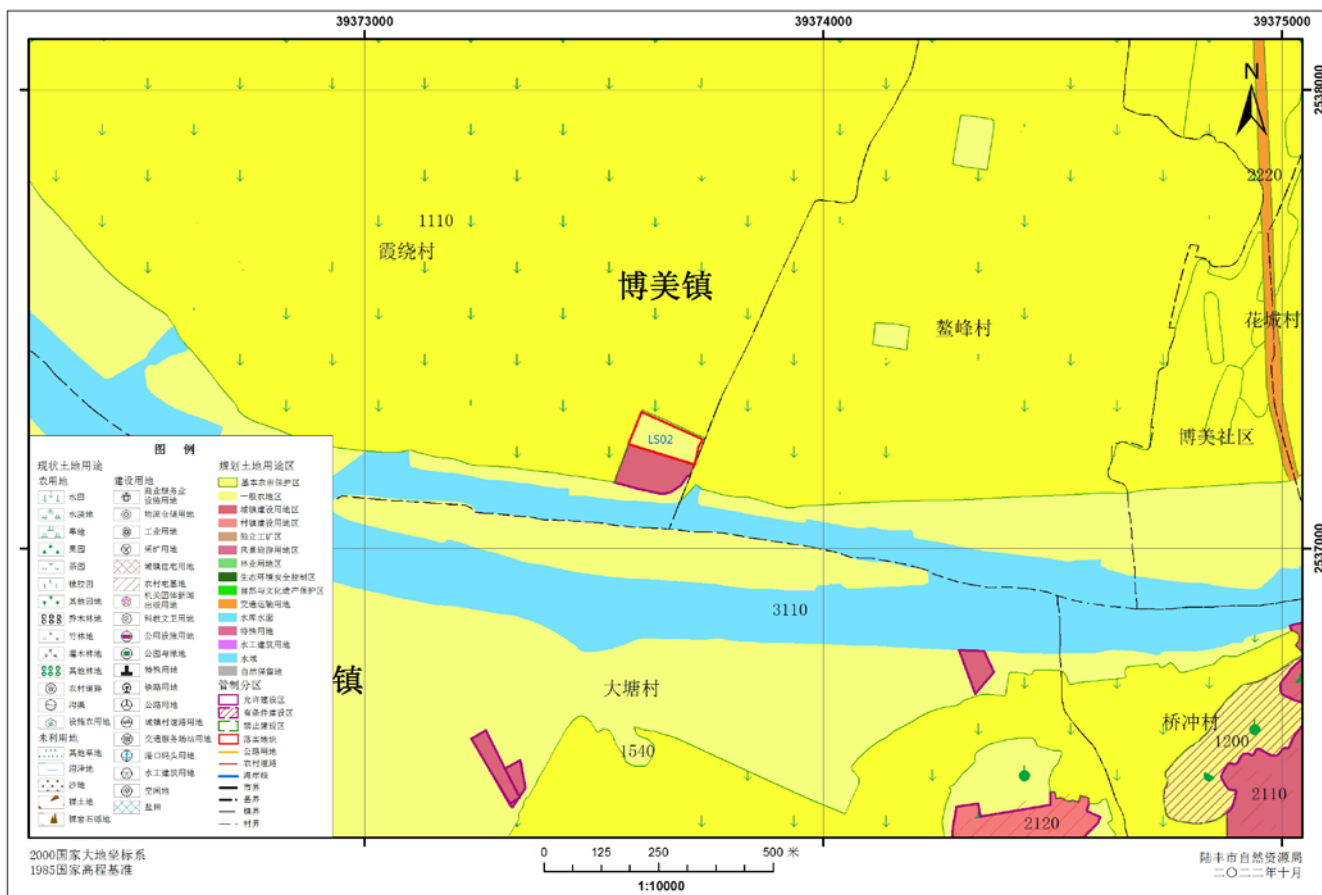 39373000
39374000
39375000
2538000
N
2220
1110
霞绕村
博美镇
鳌峰村
花城村
LS02
博美社区
2537000
3110
镇
大塘村
桥冲村
1540
1200
2110
2120
图 例
现状土地用途
农用地
水田
水浇地
旱地
果园
茶园
橡胶园
其他园地
乔木林地
竹林地
灌木林地
其他林地
农村道路
沟渠
设施农用地
未利用地
其他草地
沼泽地
沙地
裸土地
裸岩石砾地
建设用地
商业服务业
设施用地
物流仓储用地
工业用地
采矿用地
城镇住宅用地
农村宅基地
机关团体新闻
出版用地
科教文卫用地
公用设施用地
公园与绿地
特殊用地
铁路用地
公路用地
城镇村道路用地
交通服务场站用地
港口码头用地
水工建筑用地
空闲地
盐田
规划土地用途区
基本农田保护区
一般农地区
城镇建设用地区
村镇建设用地区
独立工矿区
风景旅游用地区
林业用地区
生态环境安全控制区
自然与文化遗产保护区
交通运输用地
水库水面
特殊用地
水工建筑用地
水域
自然保留地
管制分区
允许建设区
有条件建设区
禁止建设区
落实地块
公路用地
农村道路
海岸线
市界
县界
镇界
村界
2000国家大地坐标系
1985国家高程基准
0 125 250 500 米
1:10000
陆丰市自然资源局
二〇二二年十月